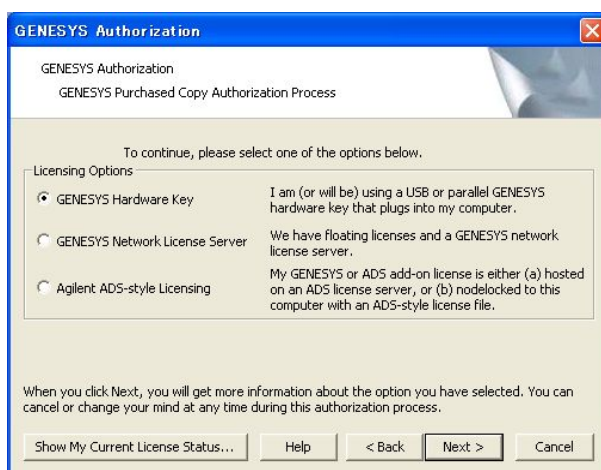 GENESYS Authorization
GENESYS Authorization
GENESYS Purchased Copy Authorization Process
To continue, please select one of the options below.
Licensing Options
GENESYS Hardware Key
I am (or will be) using a USB or parallel GENESYS
hardware key that plugs into my computer.
GENESYS Network License Server
We have floating licenses and a GENESYS network
license server.
Agilent ADS-style Licensing
My GENESYS or ADS add-on license is either (a) hosted
on an ADS license server, or (b) nodelocked to this
computer with an ADS-style license file.
When you click Next, you will get more information about the option you have selected. You can
cancel or change your mind at any time during this authorization process.
Show My Current License Status... Help < Back Next > Cancel